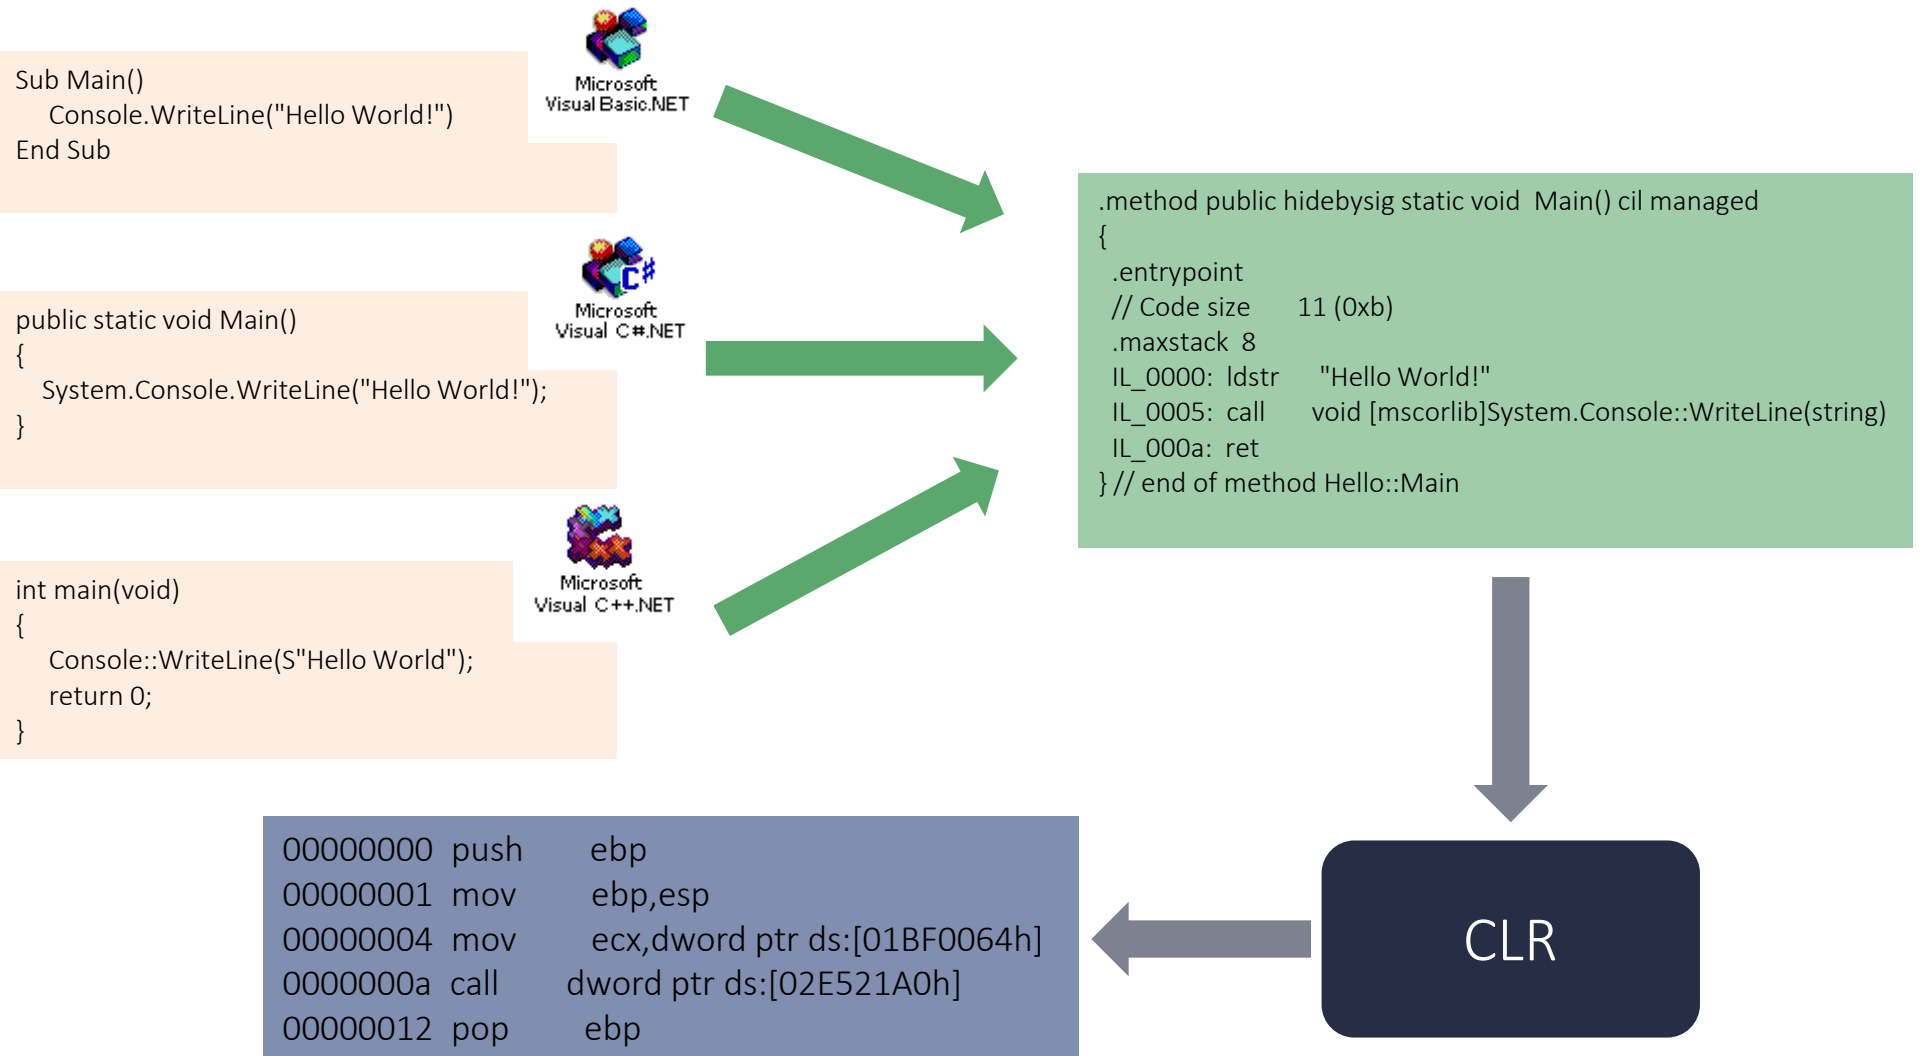 Sub Main()
Console.WriteLine("Hello World!")
End Sub
Microsoft
Visual Basic.NET
public static void Main()
{
System.Console.WriteLine("Hello World!");
}
Microsoft
Visual C#.NET
int main(void)
{
Console::WriteLine(S"Hello World");
return 0;
}
Microsoft
Visual C++.NET
.method public hidebysig static void Main() cil managed
{
.entrypoint
// Code size 11 (0xb)
.maxstack 8
IL_0000: ldstr "Hello World!"
IL_0005: call void [mscorlib]System.Console::WriteLine(string)
IL_000a: ret
} // end of method Hello::Main
CLR
00000000 push ebp
00000001 mov ebp,esp
00000004 mov ecx,dword ptr ds:[01BF0064h]
0000000a call dword ptr ds:[02E521A0h]
00000012 pop ebp